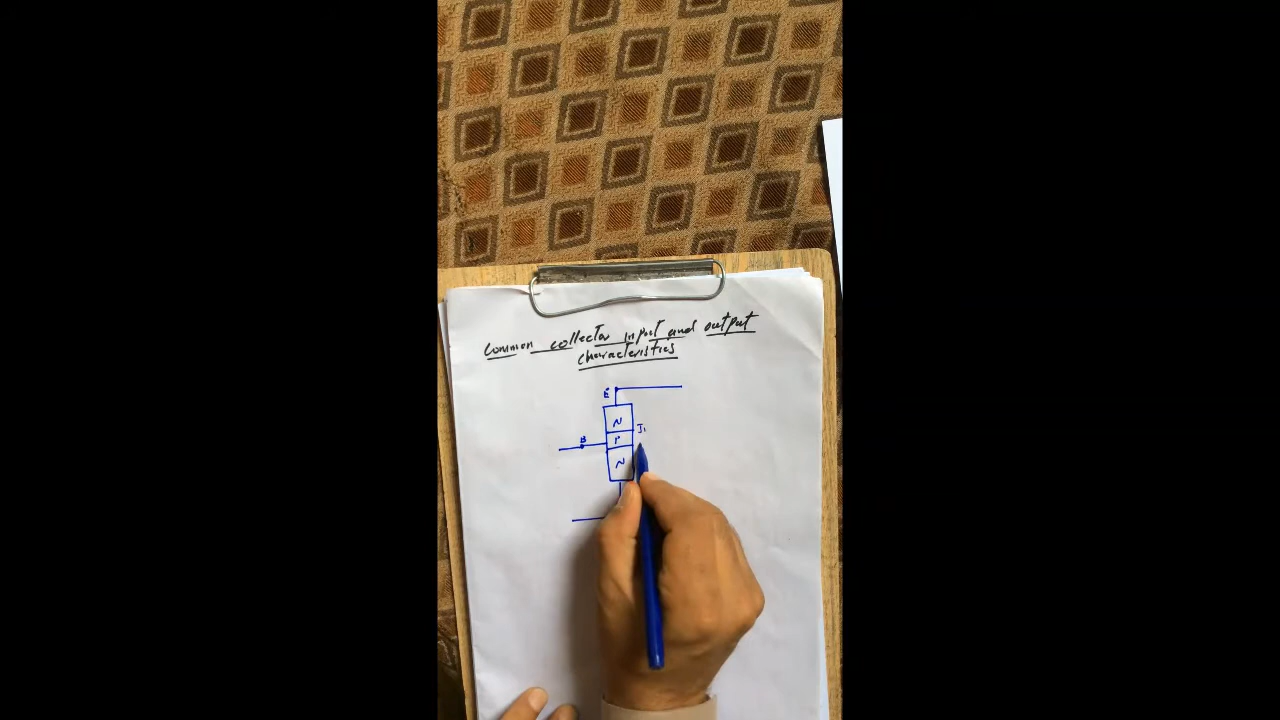 Common collector input and output
characteristics
E
N
J1
B
P
N